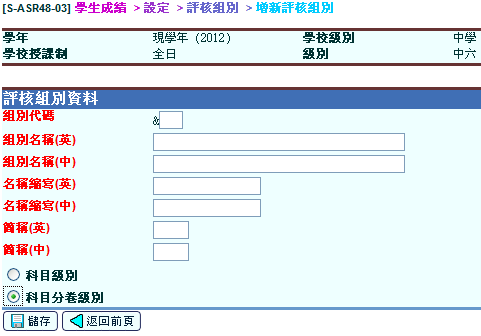 [S-ASR48-03] 學生成績 > 設定 > 評核組別 > 增新評核組別
學年 現學年 (2012) 學校級別 中學
學校授課制 全日 級別 中六
評核組別資料
組別代碼 &
組別名稱(英)
組別名稱(中)
名稱縮寫(英)
名稱縮寫(中)
簡稱(英)
簡稱(中)
科目級別
科目分卷級別
儲存 返回前頁